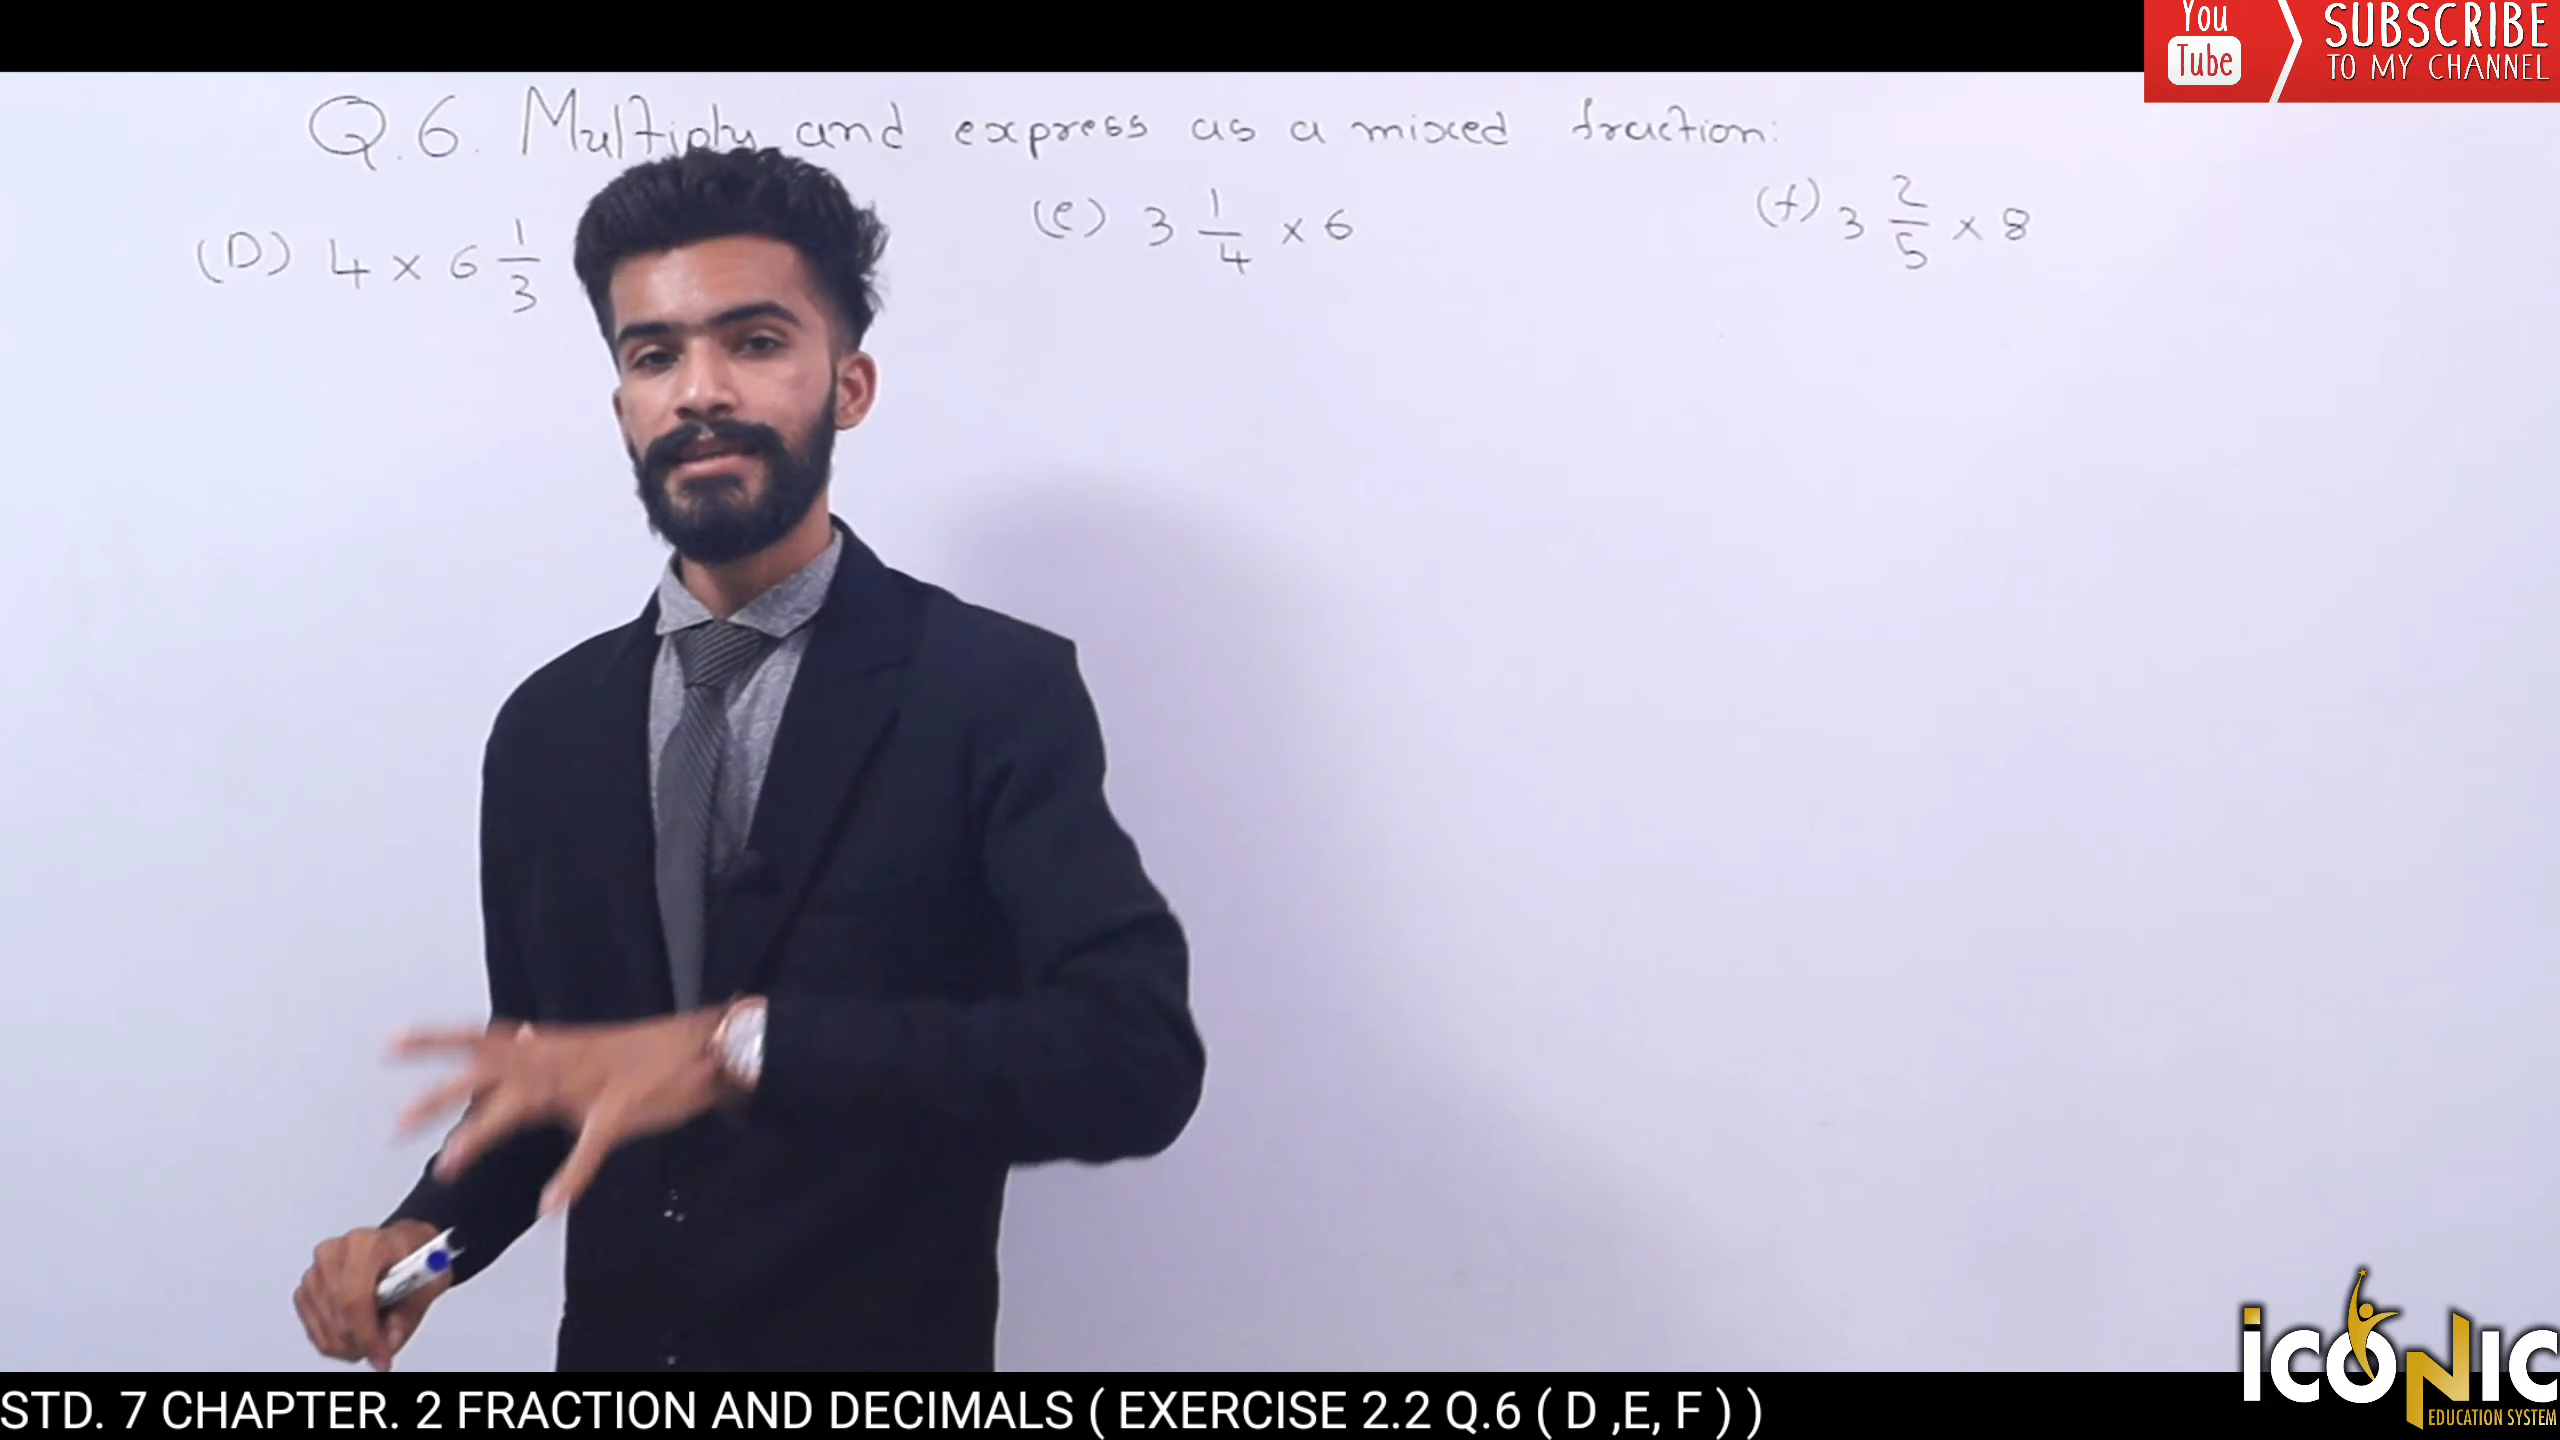 You
Tube
SUBSCRIBE
TO MY CHANNEL
Q.6. Multiply and express as a mixed fraction:
(D) 4 × 6 1/3
(e) 3 1/4 × 6
(f) 3 2/5 × 8
iCONIC
EDUCATION SYSTEM
STD. 7 CHAPTER. 2 FRACTION AND DECIMALS ( EXERCISE 2.2 Q.6 ( D ,E, F ) )